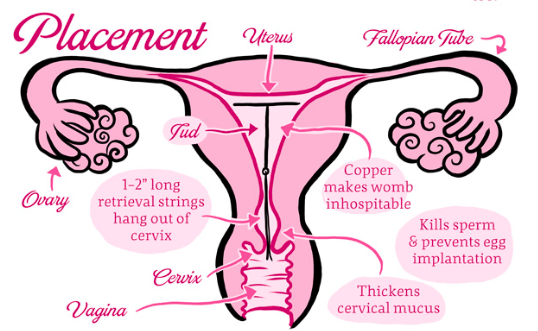 Placement
Uterus
Fallopian Tube
Iud
Copper
makes womb
inhospitable
Ovary
1-2" long
retrieval strings
hang out of
cervix
Kills sperm
& prevents egg
implantation
Cervix
Thickens
cervical mucus
Vagina